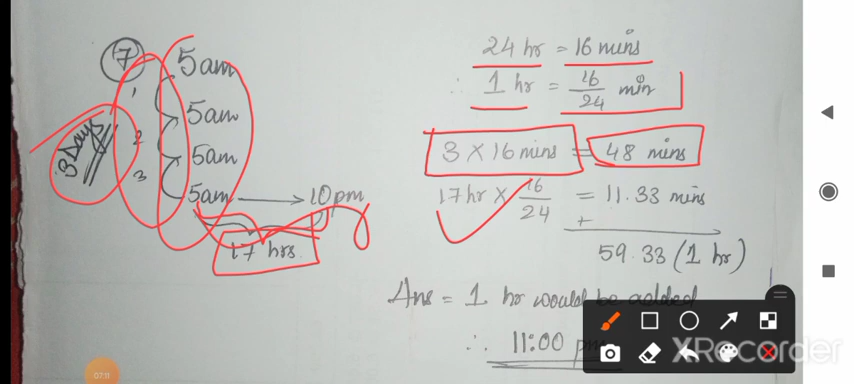 7
5am
1
5am
2
5am
3
5am → 10pm
3 Days
17 hrs
24 hr = 16 mins
∴ 1 hr = 16/24 min
3 X 16 mins = 48 mins
17 hr X 16/24 = 11.33 mins
+
59.33 (1 hr)
Ans = 1 hr would be added
∴ 11:00 pm
XRecorder
07:11